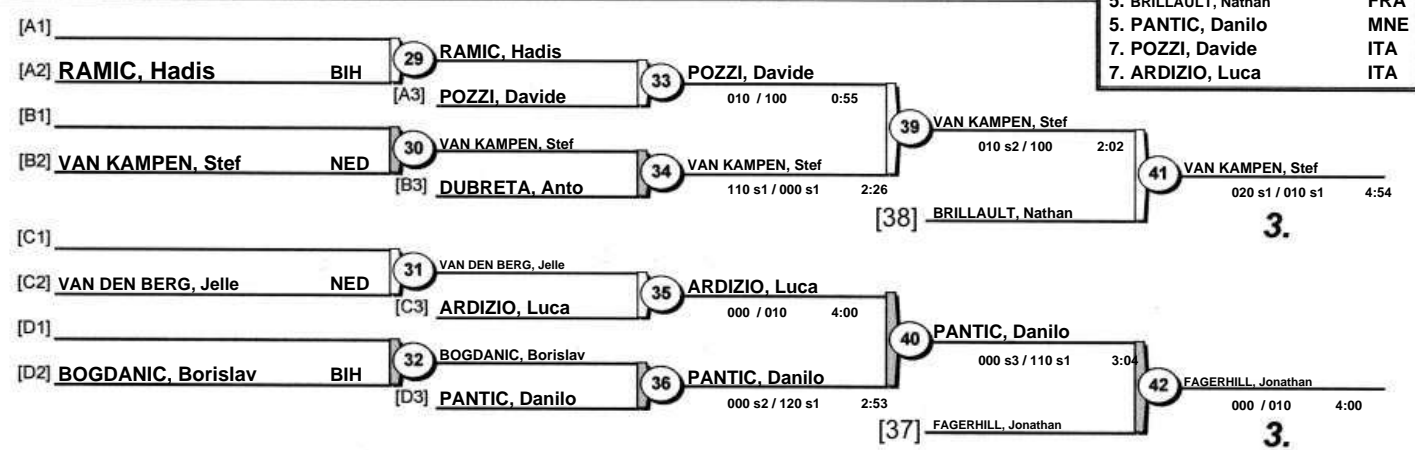 5. BRILLAULT, Nathan FRA
5. PANTIC, Danilo MNE
7. POZZI, Davide ITA
7. ARDIZIO, Luca ITA
[A1]
[A2] RAMIC, Hadis BIH
29
RAMIC, Hadis
[A3] POZZI, Davide
33
POZZI, Davide
010 / 100 0:55
[B1]
[B2] VAN KAMPEN, Stef NED
30
VAN KAMPEN, Stef
[B3] DUBRETA, Anto
34
VAN KAMPEN, Stef
110 s1 / 000 s1 2:26
39
VAN KAMPEN, Stef
010 s2 / 100 2:02
[38] BRILLAULT, Nathan
41
VAN KAMPEN, Stef
020 s1 / 010 s1 4:54
3.
[C1]
[C2] VAN DEN BERG, Jelle NED
31
VAN DEN BERG, Jelle
[C3] ARDIZIO, Luca
35
ARDIZIO, Luca
000 / 010 4:00
[D1]
[D2] BOGDANIC, Borislav BIH
32
BOGDANIC, Borislav
[D3] PANTIC, Danilo
36
PANTIC, Danilo
000 s2 / 120 s1 2:53
40
PANTIC, Danilo
000 s3 / 110 s1 3:04
[37] FAGERHILL, Jonathan
42
FAGERHILL, Jonathan
000 / 010 4:00
3.